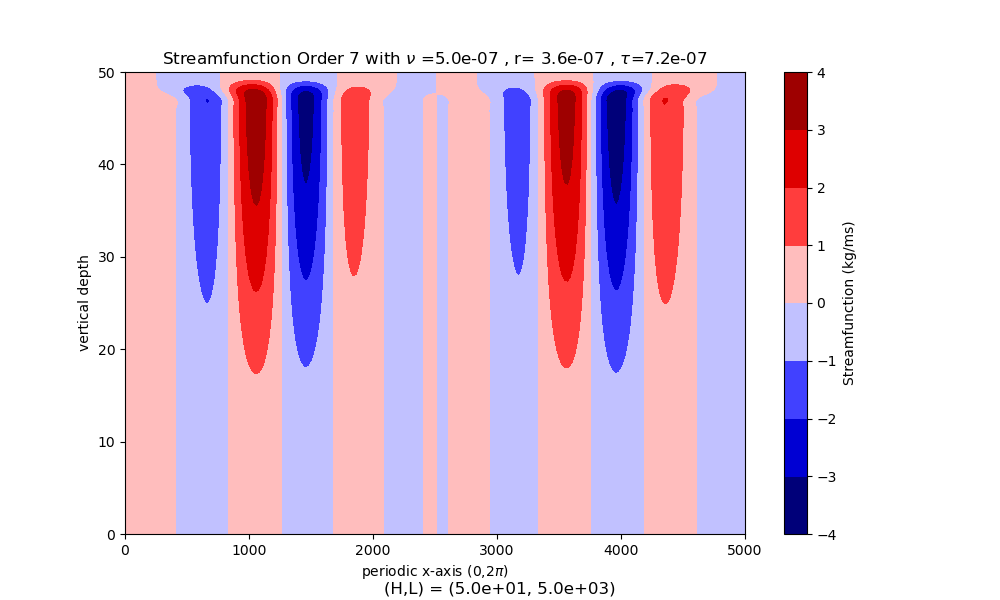 Streamfunction Order 7 with ν =5.0e-07 , r= 3.6e-07 , τ=7.2e-07
50
40
30
20
10
0
vertical depth
0 1000 2000 3000 4000 5000
periodic x-axis (0,2π)
(H,L) = (5.0e+01, 5.0e+03)
4
3
2
1
0
−1
−2
−3
−4
Streamfunction (kg/ms)